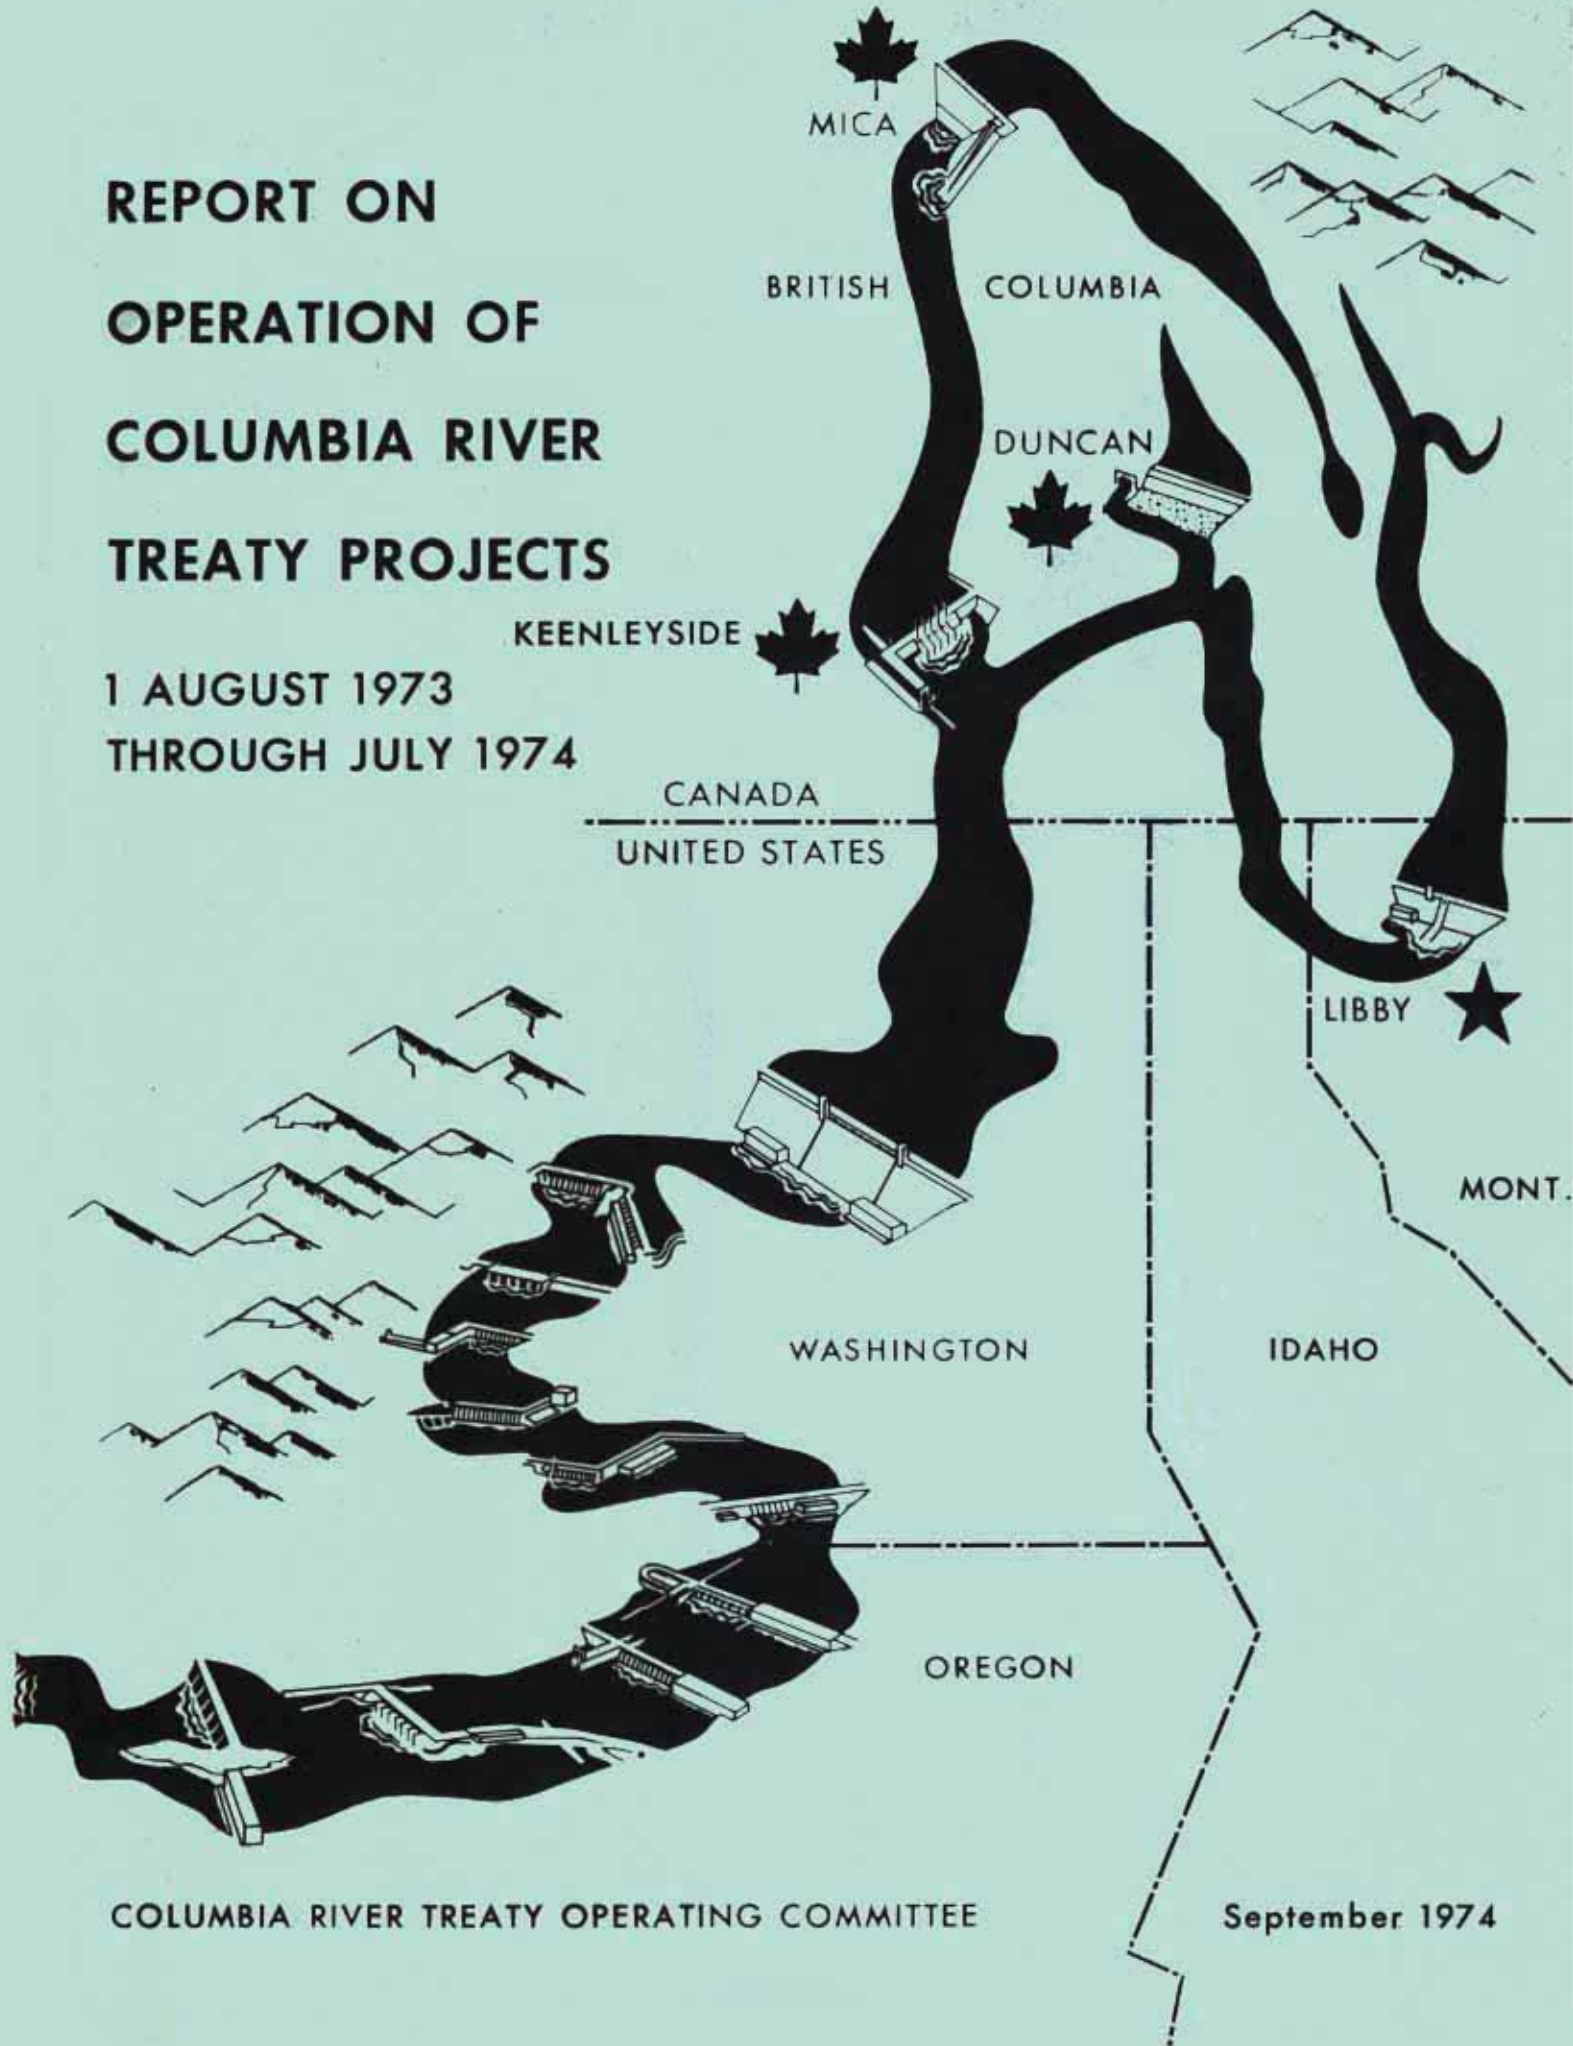 REPORT ON
OPERATION OF
COLUMBIA RIVER
TREATY PROJECTS
1 AUGUST 1973
THROUGH JULY 1974
MICA
BRITISH COLUMBIA
DUNCAN
KEENLEYSIDE
CANADA
UNITED STATES
LIBBY
MONT.
WASHINGTON
IDAHO
OREGON
COLUMBIA RIVER TREATY OPERATING COMMITTEE
September 1974